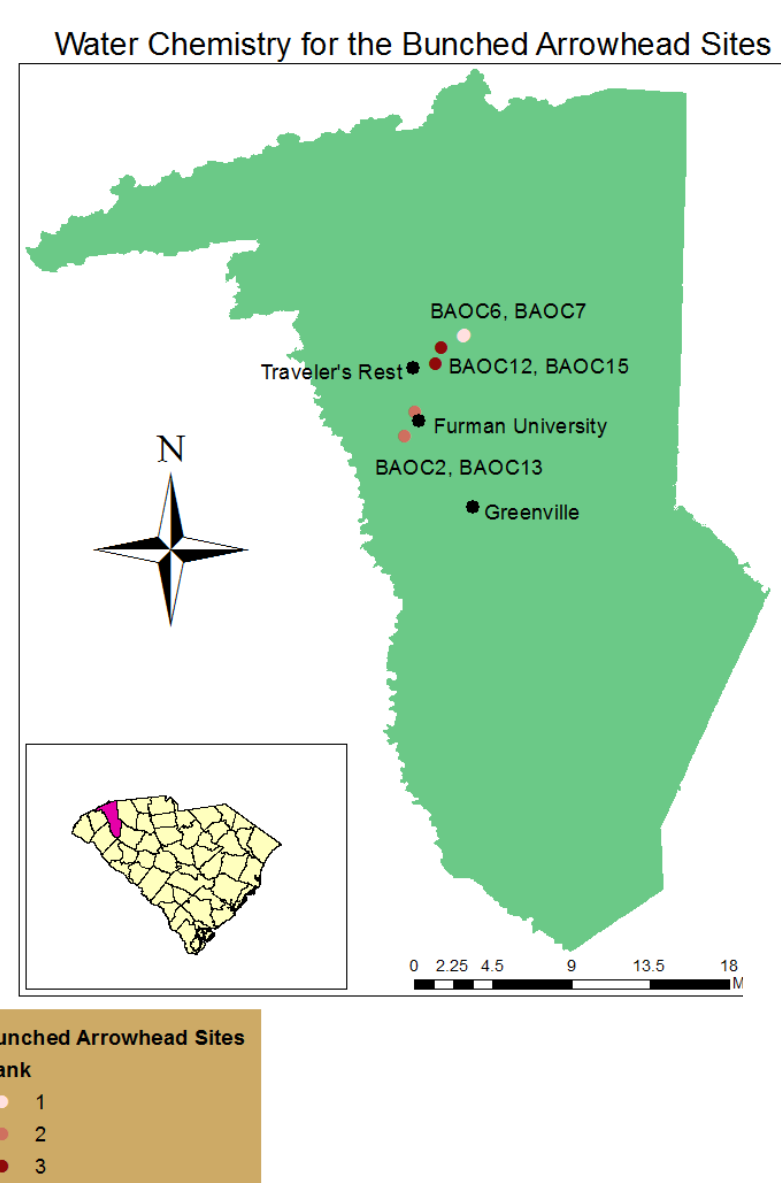 Water Chemistry for the Bunched Arrowhead Sites
BAOC6, BAOC7
Traveler's Rest
BAOC12, BAOC15
Furman University
BAOC2, BAOC13
N
Greenville
0 2.25 4.5 9 13.5 18
M
unched Arrowhead Sites
ank
1
2
3